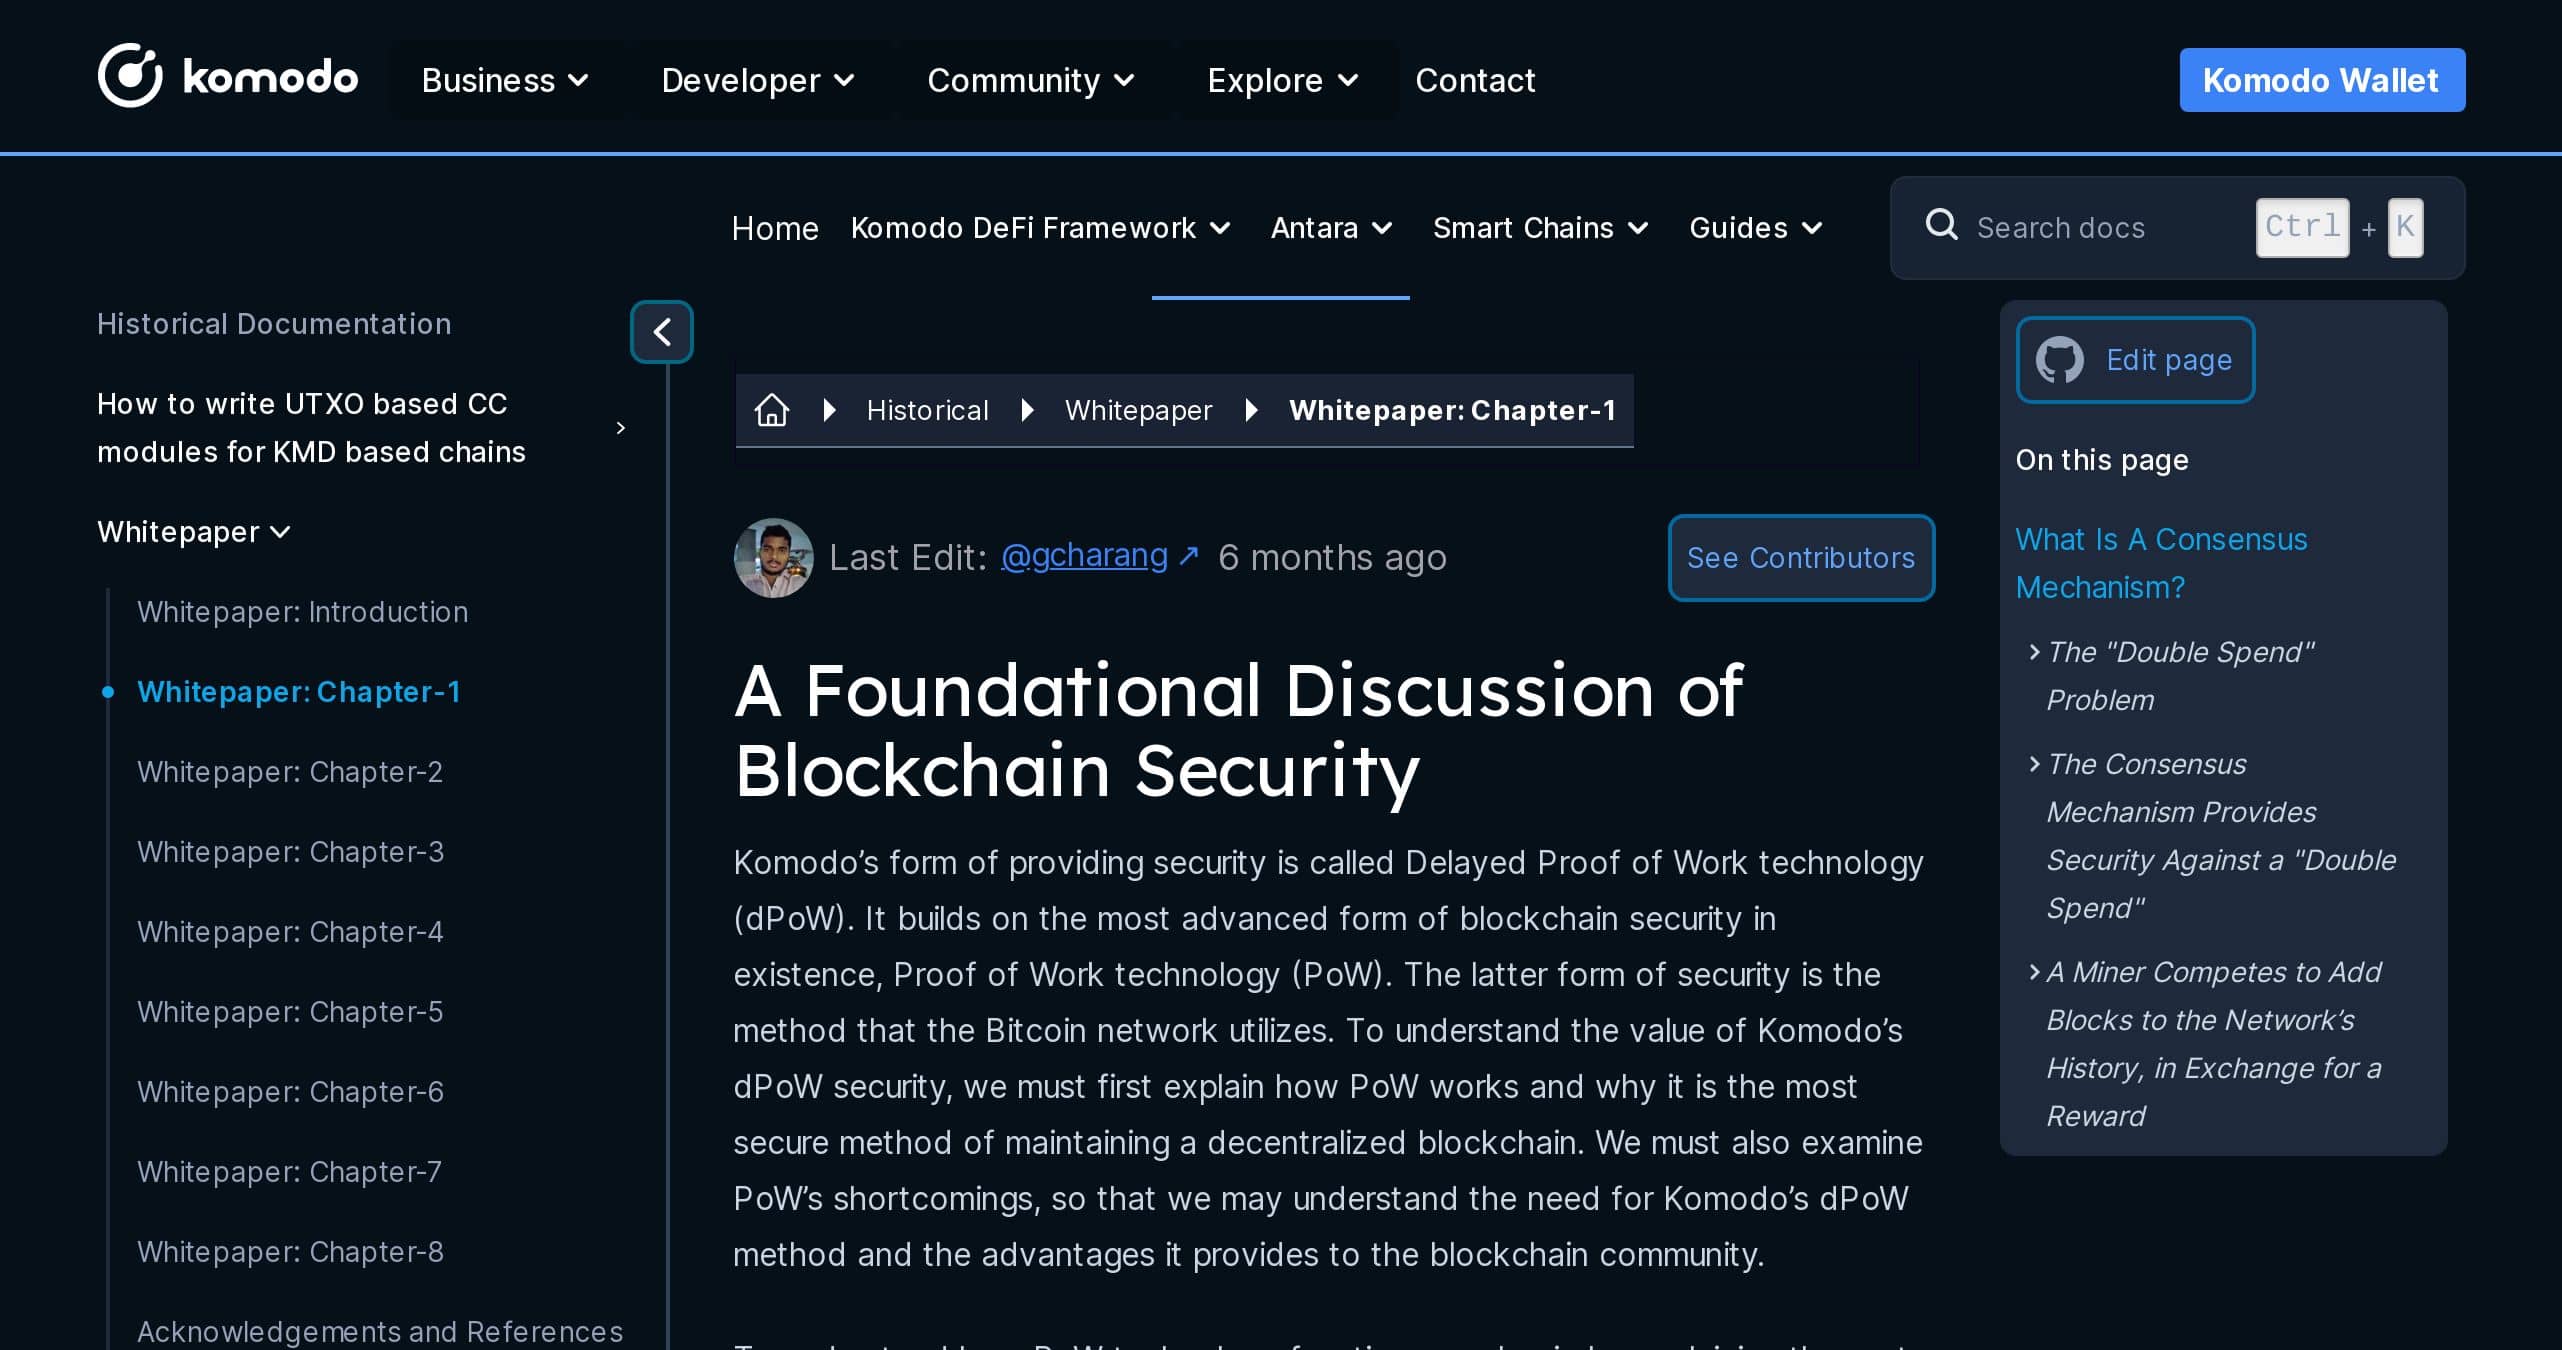 komodo
Business
Developer
Community
Explore
Contact
Komodo Wallet
Home
Komodo DeFi Framework
Antara
Smart Chains
Guides
Search docs
Ctrl + K
Historical Documentation
How to write UTXO based CC
modules for KMD based chains
Whitepaper
Whitepaper: Introduction
Whitepaper: Chapter-1
Whitepaper: Chapter-2
Whitepaper: Chapter-3
Whitepaper: Chapter-4
Whitepaper: Chapter-5
Whitepaper: Chapter-6
Whitepaper: Chapter-7
Whitepaper: Chapter-8
Acknowledgements and References
Historical
Whitepaper
Whitepaper: Chapter-1
Last Edit: @gcharang ↗ 6 months ago
See Contributors
A Foundational Discussion of
Blockchain Security
Komodo’s form of providing security is called Delayed Proof of Work technology
(dPoW). It builds on the most advanced form of blockchain security in
existence, Proof of Work technology (PoW). The latter form of security is the
method that the Bitcoin network utilizes. To understand the value of Komodo’s
dPoW security, we must first explain how PoW works and why it is the most
secure method of maintaining a decentralized blockchain. We must also examine
PoW’s shortcomings, so that we may understand the need for Komodo’s dPoW
method and the advantages it provides to the blockchain community.
Edit page
On this page
What Is A Consensus
Mechanism?
The "Double Spend"
Problem
The Consensus
Mechanism Provides
Security Against a "Double
Spend"
A Miner Competes to Add
Blocks to the Network’s
History, in Exchange for a
Reward